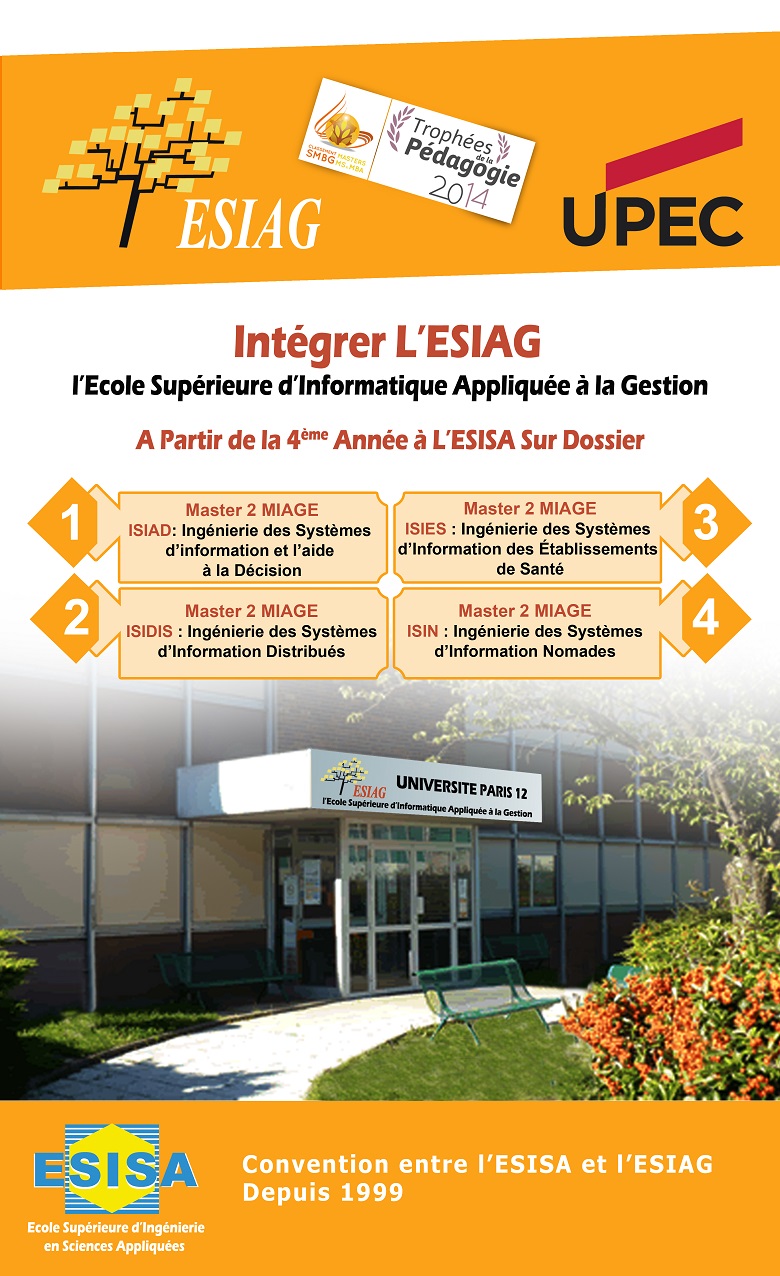 ESIAG
CLASSEMENT MASTERS
SMBG MS-MBA
Trophées
de la
Pédagogie
2014
UPEC
Intégrer L'ESIAG
l'Ecole Supérieure d'Informatique Appliquée à la Gestion
A Partir de la 4ème Année à L'ESISA Sur Dossier
1
Master 2 MIAGE
ISIAD: Ingénierie des Systèmes
d'information et l'aide
à la Décision
2
Master 2 MIAGE
ISIDIS : Ingénierie des Systèmes
d'Information Distribués
Master 2 MIAGE
ISIES : Ingénierie des Systèmes
d'Information des Établissements
de Santé
3
Master 2 MIAGE
ISIN : Ingénierie des Systèmes
d'Information Nomades
4
ESIAG UNIVERSITE PARIS 12
l'Ecole Supérieure d'Informatique Appliquée à la Gestion
ESISA
Ecole Supérieure d'Ingénierie
en Sciences Appliquées
Convention entre l'ESISA et l'ESIAG
Depuis 1999